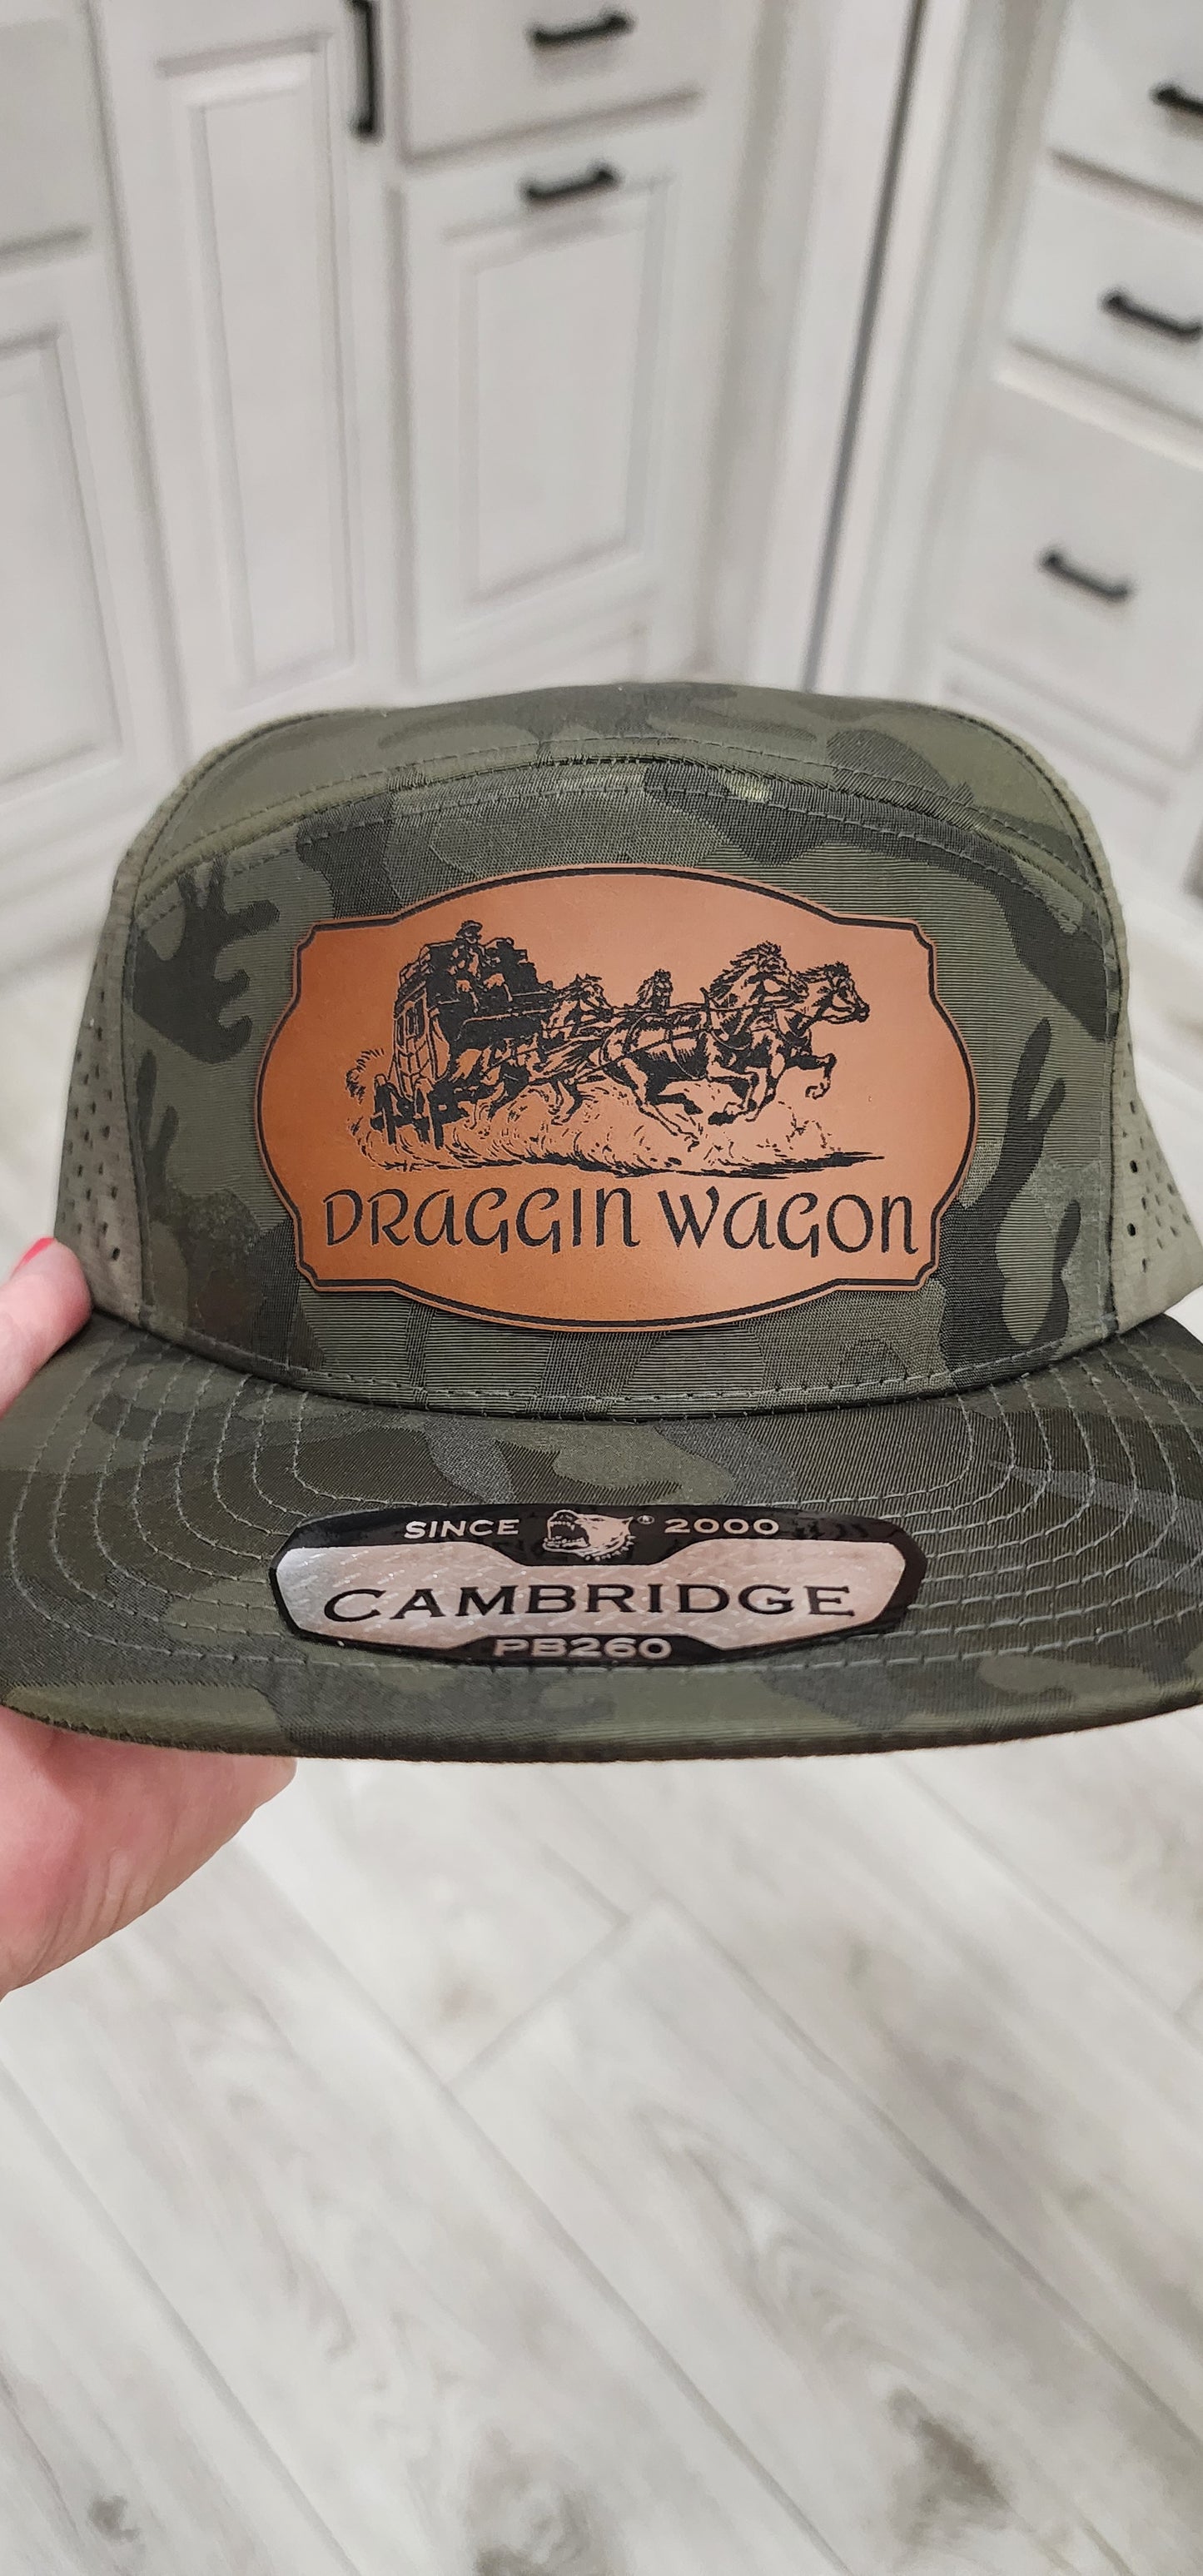 DRAGGIN WAGON
SINCE ® 2000
CAMBRIDGE
PB260